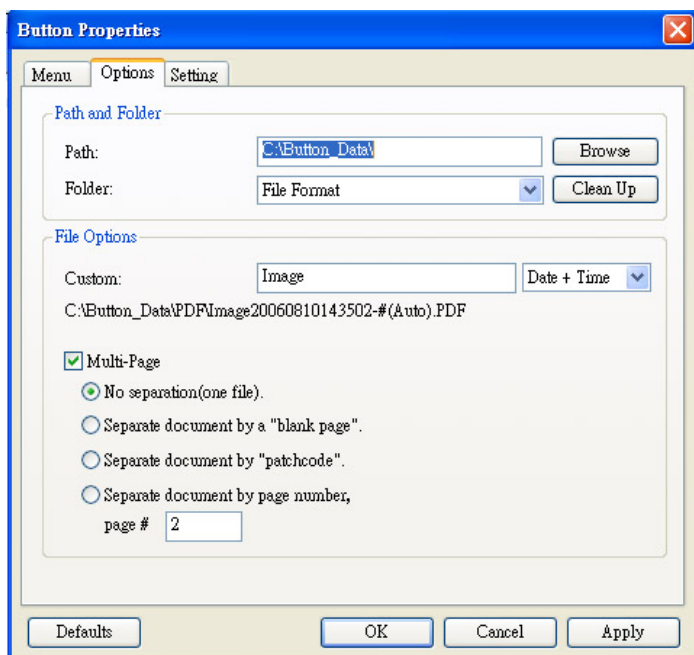 Button Properties
Menu Options Setting
Path and Folder
Path: C:\Button_Data\ Browse
Folder: File Format Clean Up
File Options
Custom: Image Date + Time
C:\Button_Data\PDF\Image20060810143502-#(Auto).PDF
Multi-Page
No separation(one file).
Separate document by a "blank page".
Separate document by "patchcode".
Separate document by page number,
page # 2
Defaults OK Cancel Apply